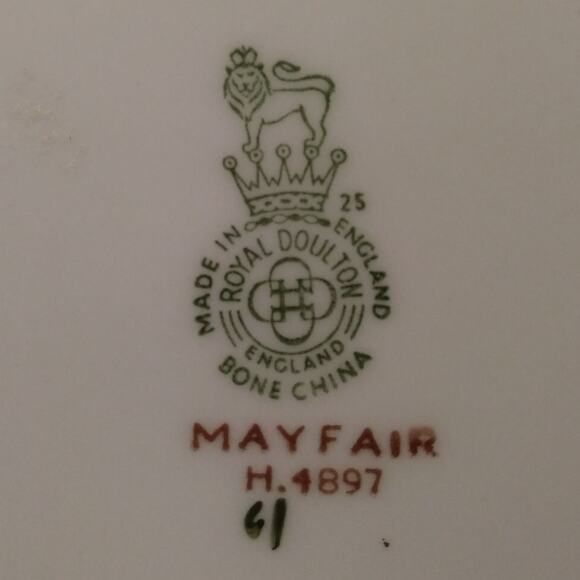 25
MADE IN ENGLAND
ROYAL DOULTON
ENGLAND
BONE CHINA
MAYFAIR
H.4897
61